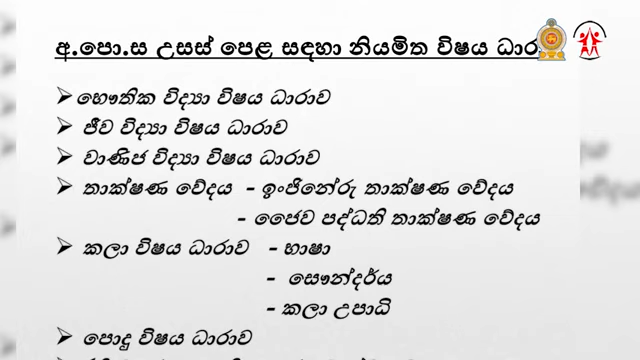 අ.පො.ස උසස් පෙළ සඳහා නියමිත විෂය
➢ භෞතික විද්‍යා විෂය ධාරාව
➢ ජීව විද්‍යා විෂය ධාරාව
➢ වාණිජ විද්‍යා විෂය ධාරාව
➢ තාක්ෂණ වේදය - ඉංජිනේරු තාක්ෂණ වේදය
- ජෛව පද්ධති තාක්ෂණ වේදය
➢ කලා විෂය ධාරාව - භාෂා
- සෞන්දර්ය
- කලා උපාධි
➢ පොදු විෂය ධාරාව